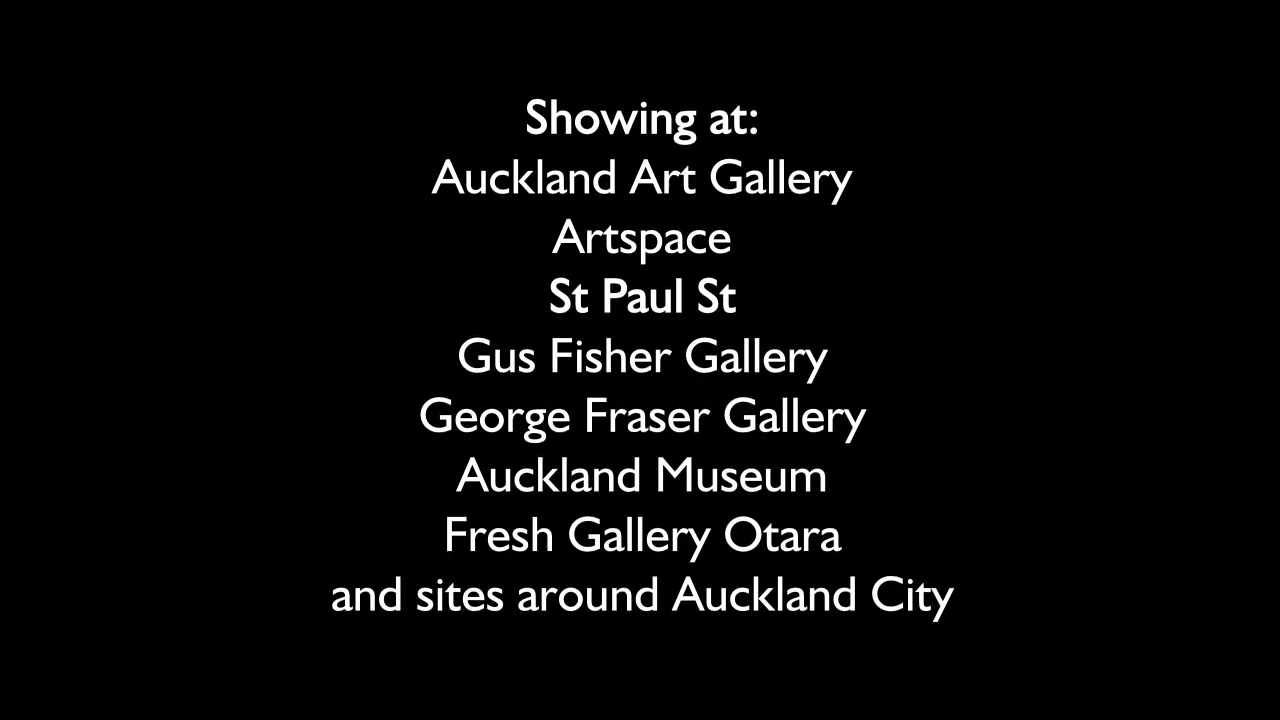 Showing at:
Auckland Art Gallery
Artspace
St Paul St
Gus Fisher Gallery
George Fraser Gallery
Auckland Museum
Fresh Gallery Otara
and sites around Auckland City